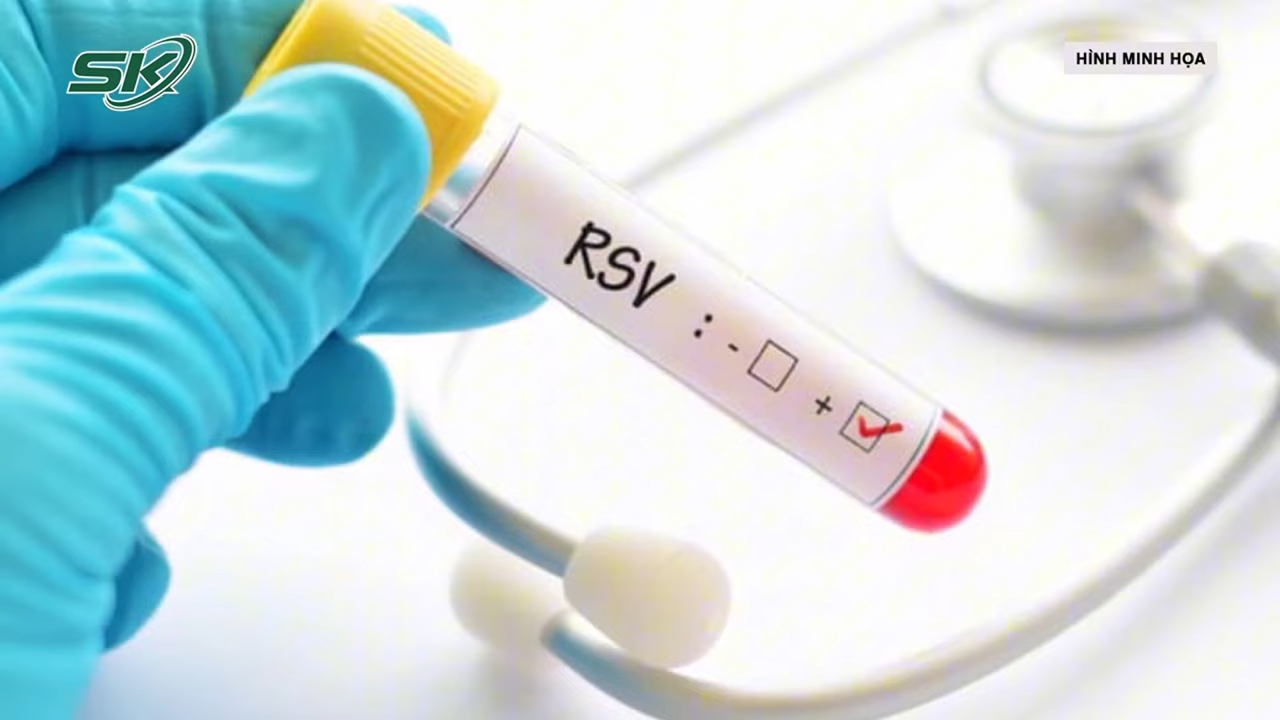 SK
HÌNH MINH HỌA
RSV : - ☐ + ☑